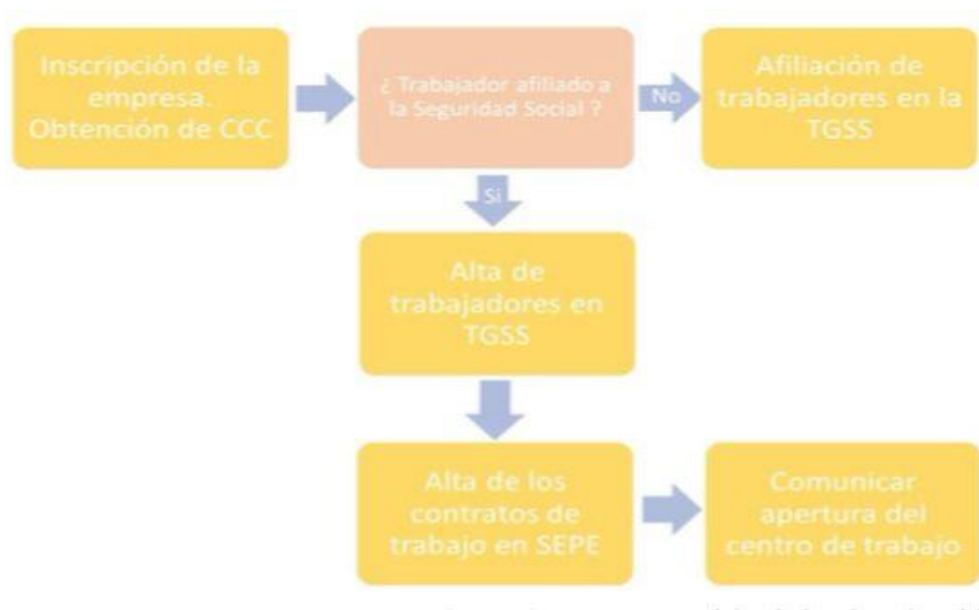 Inscripción de la
empresa.
Obtención de CCC
¿ Trabajador afiliado a
la Seguridad Social ?
No
Afiliación de
trabajadores en la
TGSS
Si
Alta de
trabajadores en
TGSS
Alta de los
contratos de
trabajo en SEPE
Comunicar
apertura del
centro de trabajo